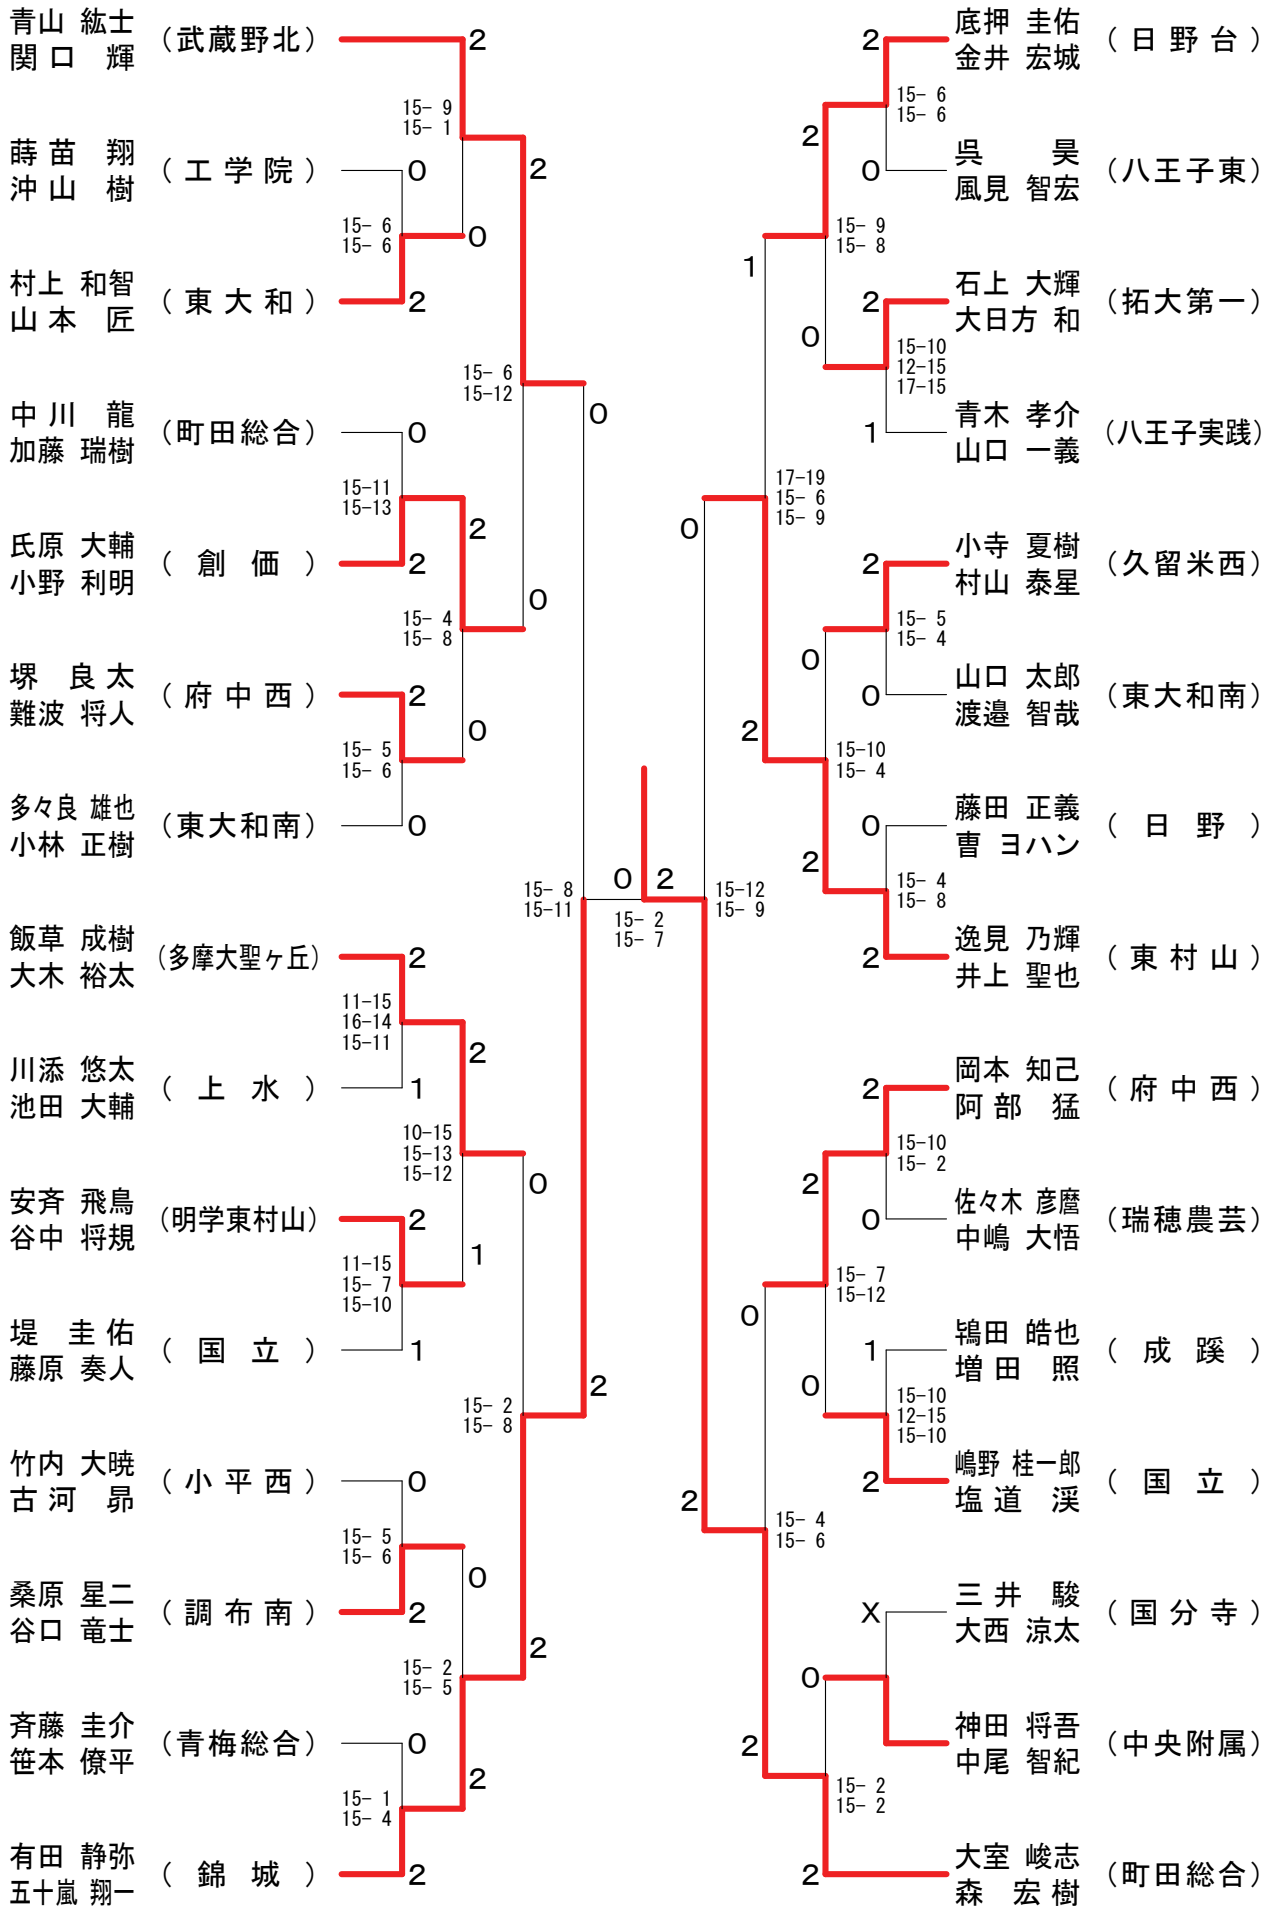 青山 紘士
関口 輝
(武蔵野北)
2
15- 9
15- 1
蒔苗 翔
沖山 樹
(工学院)
0
2
15- 6
15- 6
0
村上 和智
山本 匠
(東大和)
2
15- 6
15-12
中川 龍
加藤 瑞樹
(町田総合)
0
0
15-11
15-13
2
氏原 大輔
小野 利明
(創価)
2
15- 4
15- 8
0
堺 良太
難波 将人
(府中西)
2
0
15- 5
15- 6
多々良 雄也
小林 正樹
(東大和南)
0
15- 8
15-11
0
2
15- 2
15- 7
飯草 成樹
大木 裕太
(多摩大聖ヶ丘)
2
11-15
16-14
15-11
2
川添 悠太
池田 大輔
(上水)
1
10-15
15-13
15-12
0
安斉 飛鳥
谷中 将規
(明学東村山)
2
1
11-15
15- 7
15-10
堤 圭佑
藤原 奏人
(国立)
1
2
15- 2
15- 8
竹内 大暁
古河 昴
(小平西)
0
15- 5
15- 6
0
桑原 星二
谷口 竜士
(調布南)
2
2
15- 2
15- 5
斉藤 圭介
笹本 僚平
(青梅総合)
0
2
15- 1
15- 4
有田 静弥
五十嵐 翔一
(錦城)
2
2
底押 圭佑
金井 宏城
(日野台)
15- 6
15- 6
2
0
呉 昊
風見 智宏
(八王子東)
15- 9
15- 8
1
2
石上 大輝
大日方 和
(拓大第一)
0
15-10
12-15
17-15
1
青木 孝介
山口 一義
(八王子実践)
17-19
15- 6
15- 9
0
2
小寺 夏樹
村山 泰星
(久留米西)
15- 5
15- 4
0
0
山口 太郎
渡邉 智哉
(東大和南)
2
15-10
15- 4
0
藤田 正義
曺 ヨハン
(日野)
2
15- 4
15- 8
15-12
15- 9
2
逸見 乃輝
井上 聖也
(東村山)
2
岡本 知己
阿部 猛
(府中西)
15-10
15- 2
2
0
佐々木 彦麿
中嶋 大悟
(瑞穂農芸)
15- 7
15-12
0
1
鴇田 皓也
増田 照
(成蹊)
0
15-10
12-15
15-10
2
嶋野 桂一郎
塩道 渓
(国立)
2
15- 4
15- 6
X
三井 駿
大西 涼太
(国分寺)
0
神田 将吾
中尾 智紀
(中央附属)
2
15- 2
15- 2
2
大室 峻志
森 宏樹
(町田総合)